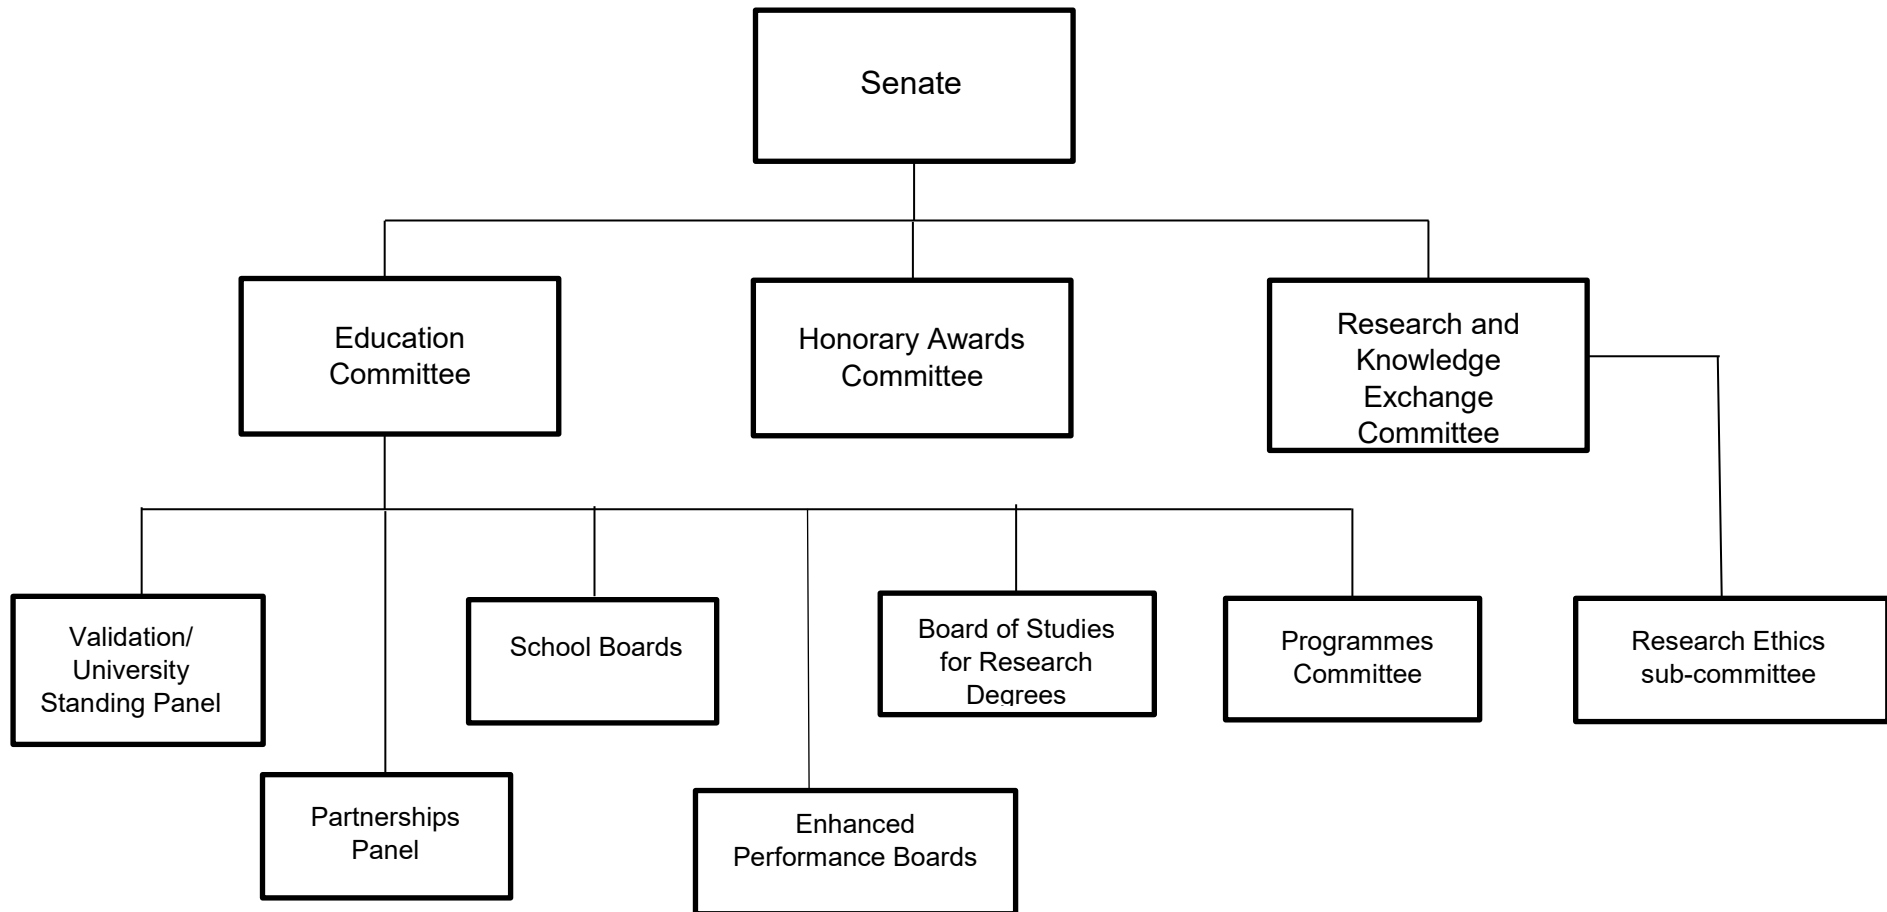 Senate
Education
Committee
Honorary Awards
Committee
Research and
Knowledge
Exchange
Committee
Validation/
University
Standing Panel
School Boards
Board of Studies
for Research
Degrees
Programmes
Committee
Research Ethics
sub-committee
Partnerships
Panel
Enhanced
Performance Boards